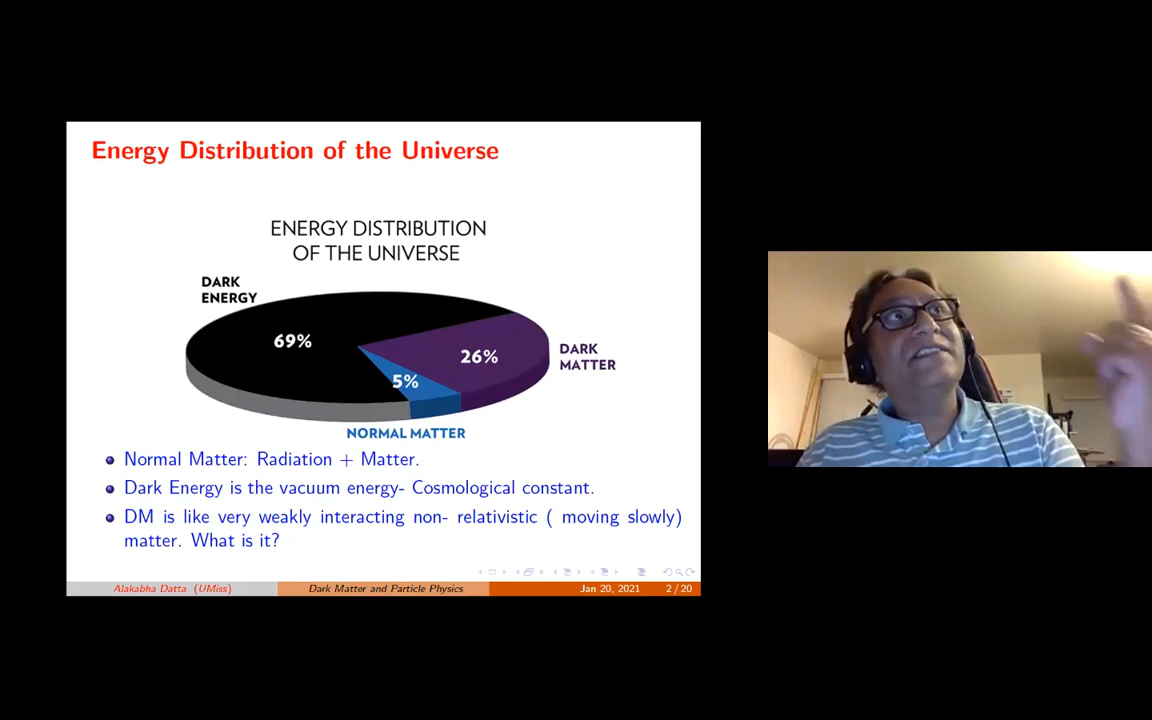 Energy Distribution of the Universe
ENERGY DISTRIBUTION
OF THE UNIVERSE
DARK
ENERGY
69%
26%
DARK
MATTER
5%
NORMAL MATTER
Normal Matter: Radiation + Matter.
Dark Energy is the vacuum energy- Cosmological constant.
DM is like very weakly interacting non- relativistic ( moving slowly)
matter. What is it?
Alakabha Datta (UMiss) Dark Matter and Particle Physics Jan 20, 2021 2 / 20